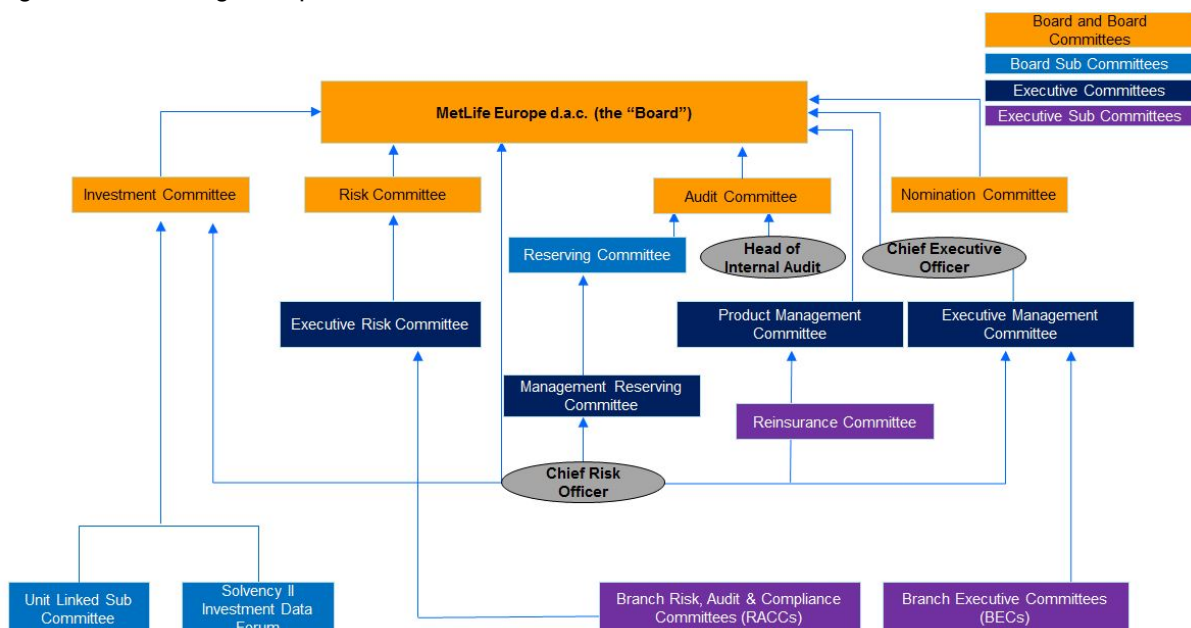 Board and Board
Committees
Board Sub Committees
Executive Committees
Executive Sub Committees
MetLife Europe d.a.c. (the “Board”)
Investment Committee
Risk Committee
Audit Committee
Nomination Committee
Reserving Committee
Head of
Internal Audit
Chief Executive
Officer
Executive Risk Committee
Product Management
Committee
Executive Management
Committee
Management Reserving
Committee
Reinsurance Committee
Chief Risk
Officer
Unit Linked Sub
Committee
Solvency II
Investment Data
Forum
Branch Risk, Audit & Compliance
Committees (RACCs)
Branch Executive Committees
(BECs)